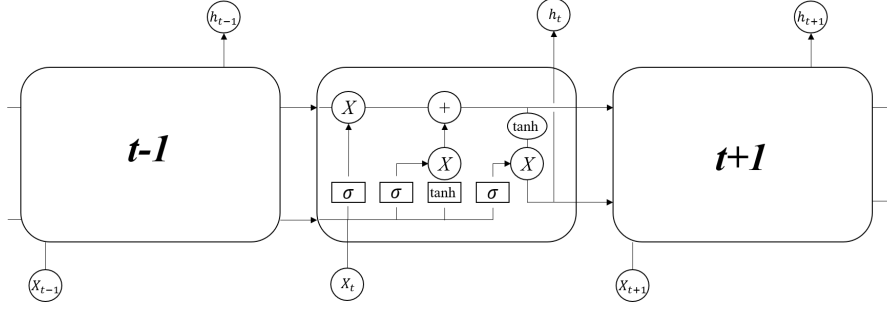 h_{t−1}
h_t
h_{t+1}
X
+
tanh
t-1
X
X
t+1
σ
σ
tanh
σ
X_{t−1}
X_t
X_{t+1}